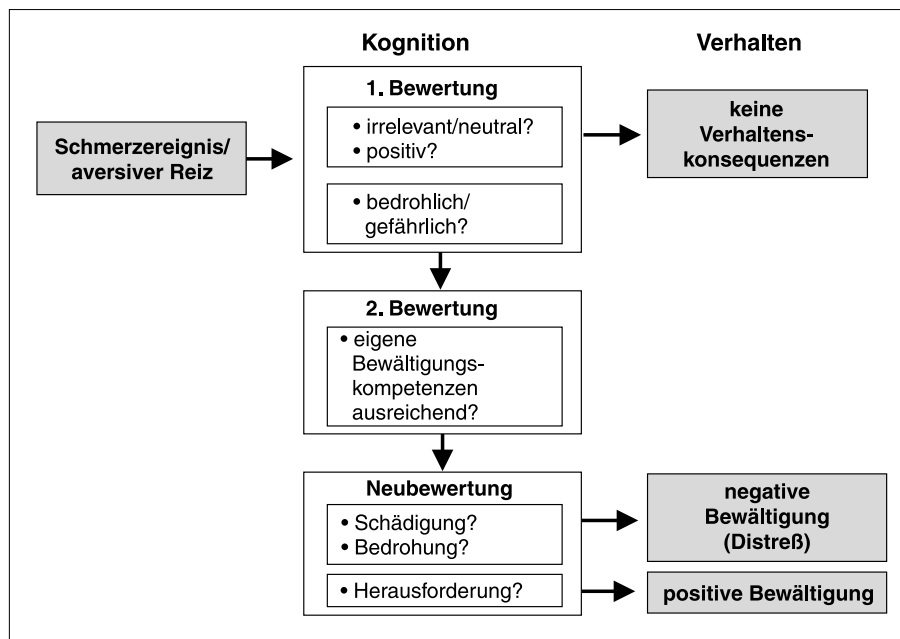 Kognition
Verhalten
Schmerzereignis/
aversiver Reiz
1. Bewertung
• irrelevant/neutral?
• positiv?
• bedrohlich/
gefährlich?
keine
Verhaltens-
konsequenzen
2. Bewertung
• eigene
Bewältigungs-
kompetenzen
ausreichend?
Neubewertung
• Schädigung?
• Bedrohung?
• Herausforderung?
negative
Bewältigung
(Distreß)
positive Bewältigung